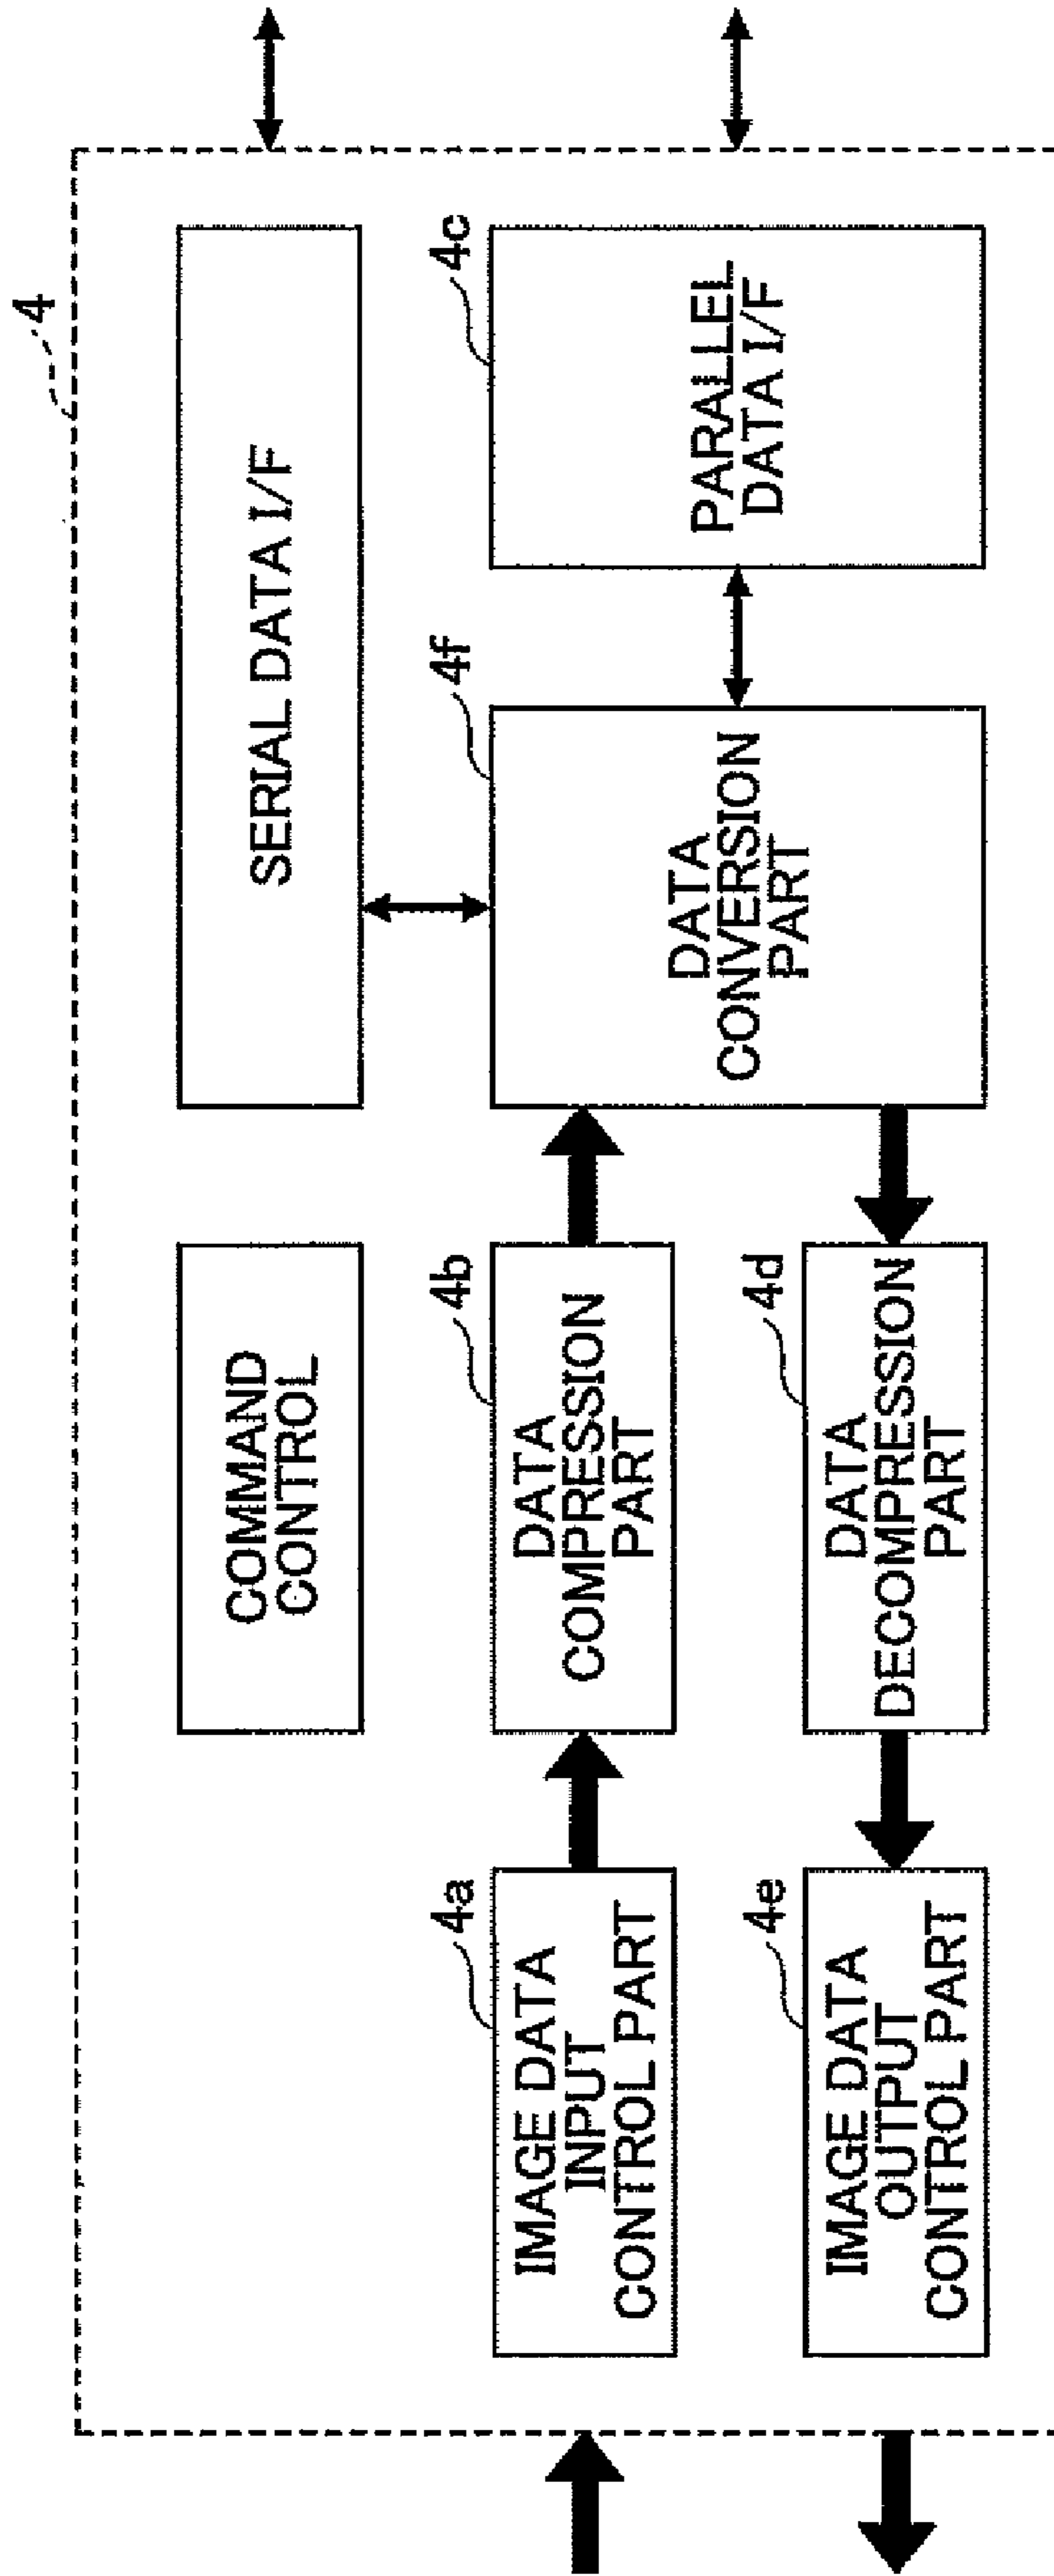 4
COMMAND
CONTROL
SERIAL DATA I/F
4a
IMAGE DATA
INPUT
CONTROL PART
4b
DATA
COMPRESSION
PART
4f
DATA
CONVERSION
PART
4c
PARALLEL
DATA I/F
4e
IMAGE DATA
OUTPUT
CONTROL PART
4d
DATA
DECOMPRESSION
PART